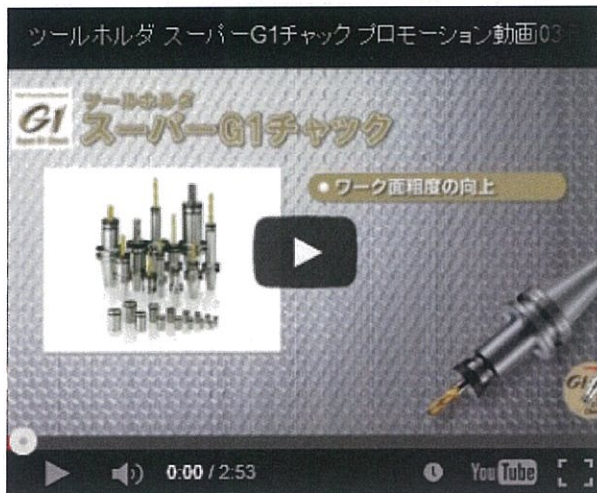 ツールホルダ スーパーG1チャック プロモーション動画03
G1
ツールホルダ
スーパーG1チャック
● ワーク面粗度の向上
G1
0:00 / 2:53
YouTube